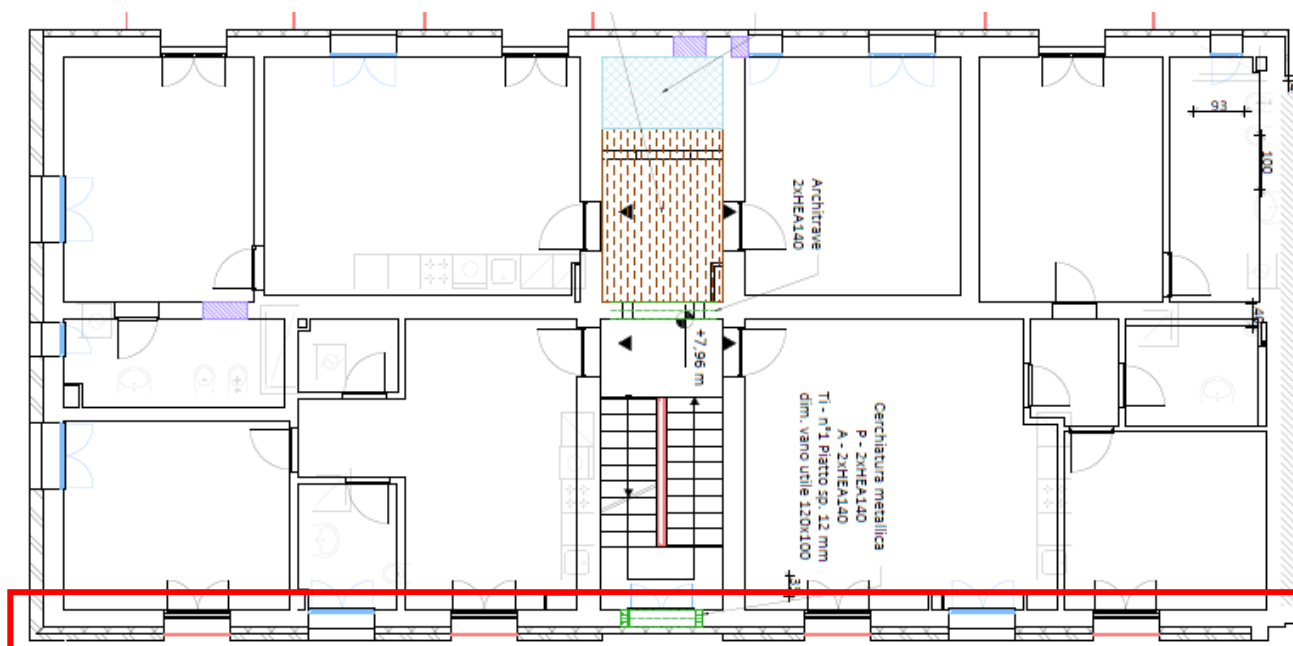 93
100
Architrave
2xHEA140
+7,96 m
Cerchiatura metallica
P - 2xHEA140
A - 2xHEA140
Ti - n°1 Piatto sp. 12 mm
dim. vano utile 120x100